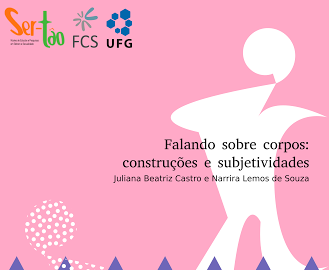 Ser-tão
FCS
UFG
Falando sobre corpos:
construções e subjetividades
Juliana Beatriz Castro e Narrira Lemos de Souza